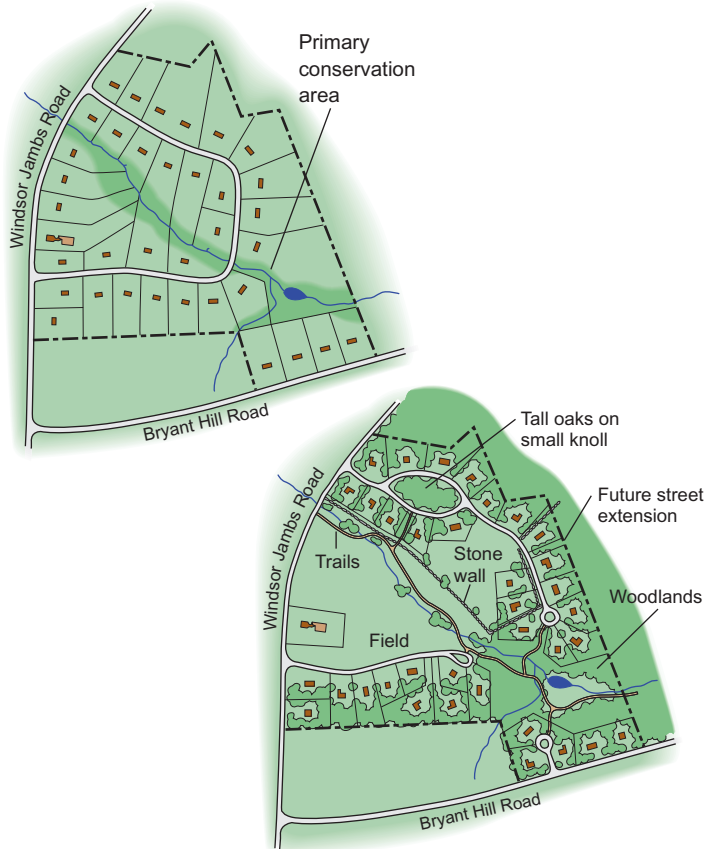 Primary
conservation
area
Windsor Jambs Road
Bryant Hill Road
Tall oaks on
small knoll
Future street
extension
Windsor Jambs Road
Trails
Stone
wall
Woodlands
Field
Bryant Hill Road